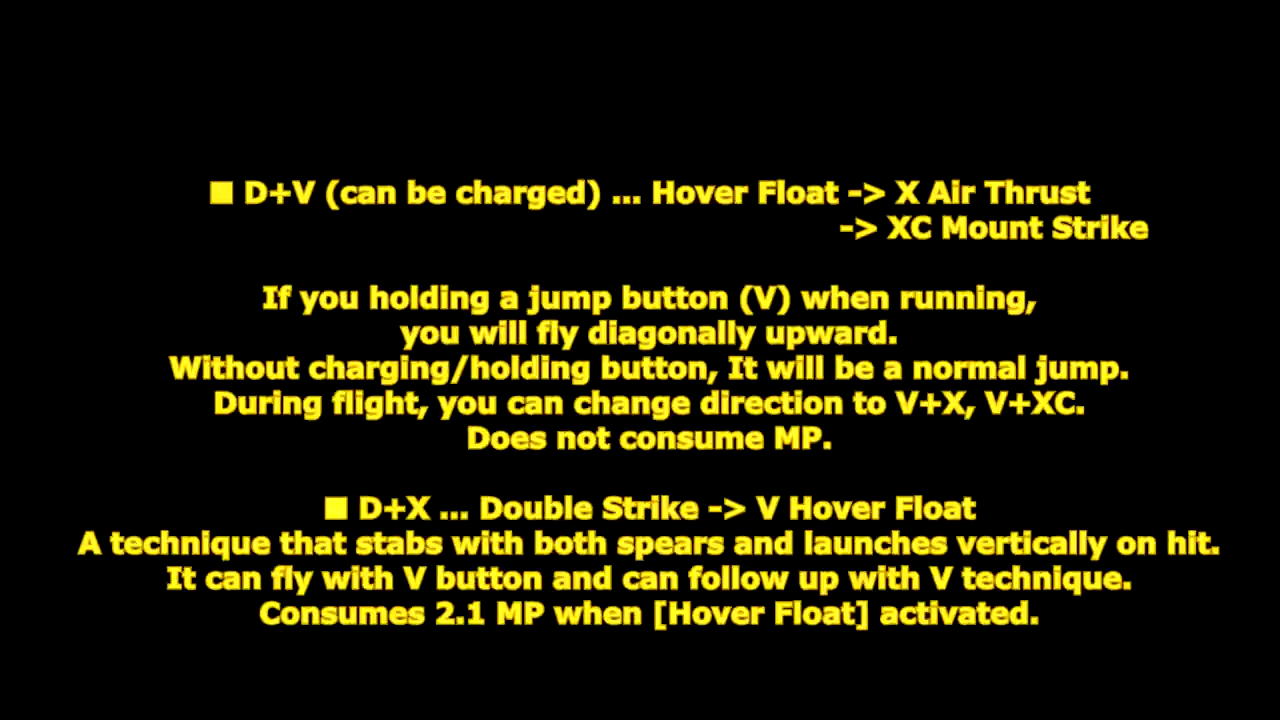 ■ D+V (can be charged) ... Hover Float -> X Air Thrust
-> XC Mount Strike
If you holding a jump button (V) when running,
you will fly diagonally upward.
Without charging/holding button, It will be a normal jump.
During flight, you can change direction to V+X, V+XC.
Does not consume MP.
■ D+X ... Double Strike -> V Hover Float
A technique that stabs with both spears and launches vertically on hit.
It can fly with V button and can follow up with V technique.
Consumes 2.1 MP when [Hover Float] activated.